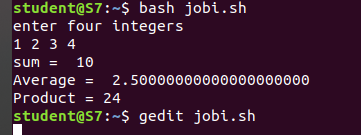 student@S7:~$ bash jobi.sh
enter four integers
1 2 3 4
sum =  10
Average =  2.50000000000000000000
Product = 24
student@S7:~$ gedit jobi.sh